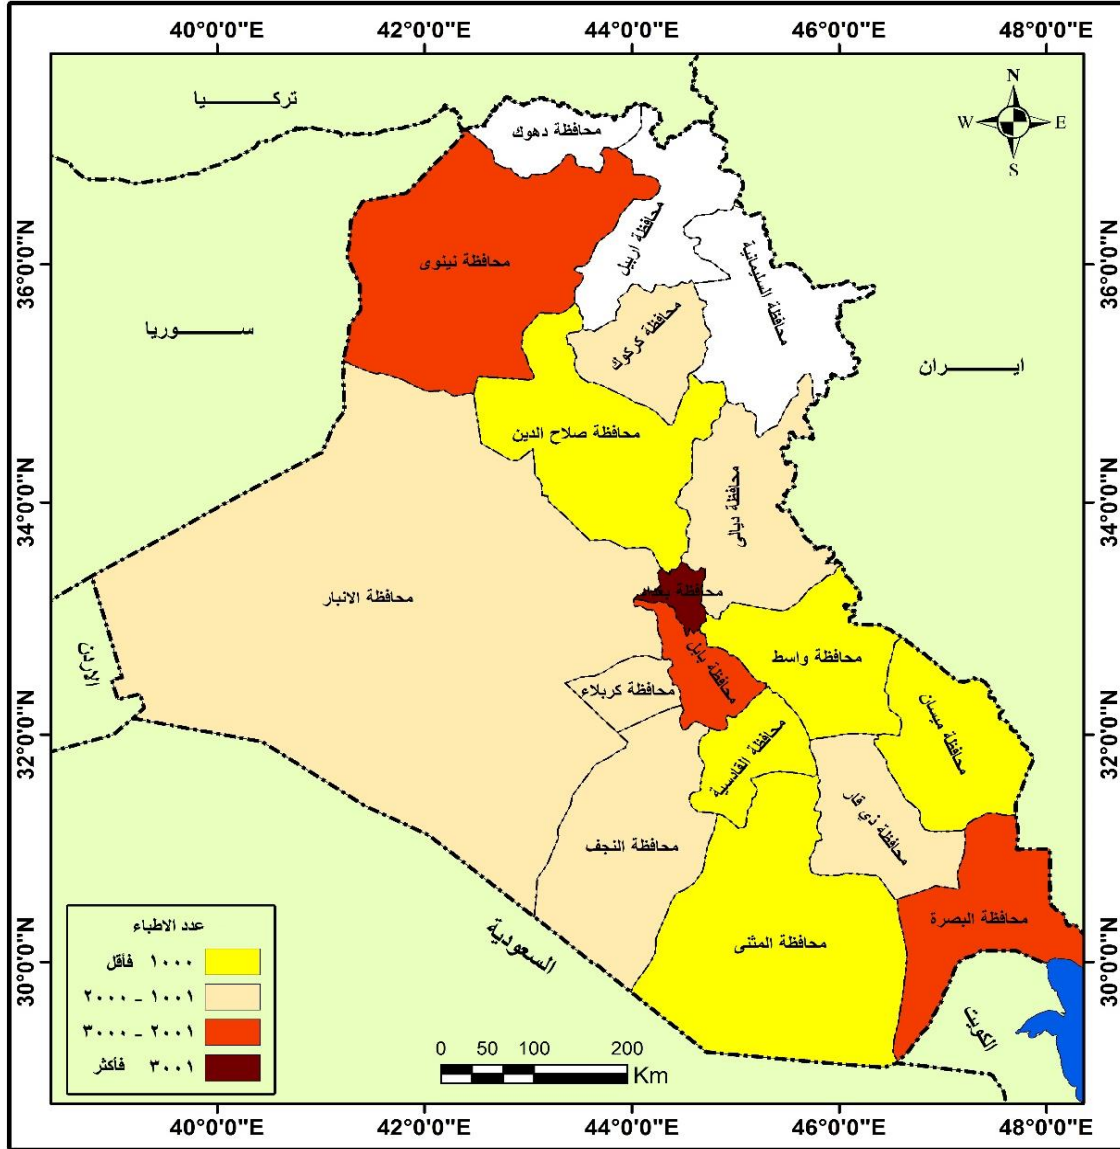 40°0'0"E 42°0'0"E 44°0'0"E 46°0'0"E 48°0'0"E
N
W E
S
تركيا
محافظة دهوك
محافظة نينوى
محافظة اربيل
محافظة السليمانية
36°0'0"N 36°0'0"N
محافظة كركوك
سوريا
ايران
محافظة صلاح الدين
34°0'0"N 34°0'0"N
محافظة ديالى
محافظة الانبار
محافظة بغداد
محافظة بابل
محافظة واسط
الاردن
محافظة كربلاء
محافظة ميسان
32°0'0"N 32°0'0"N
محافظة القادسية
محافظة ذي قار
محافظة النجف
محافظة البصرة
محافظة المثنى
السعودية
30°0'0"N 30°0'0"N
الكويت
عدد الاطباء
١٠٠٠ فأقل
١٠٠١ - ٢٠٠٠
٢٠٠١ - ٣٠٠٠
٣٠٠١ فأكثر
0 50 100 200
Km
40°0'0"E 42°0'0"E 44°0'0"E 46°0'0"E 48°0'0"E